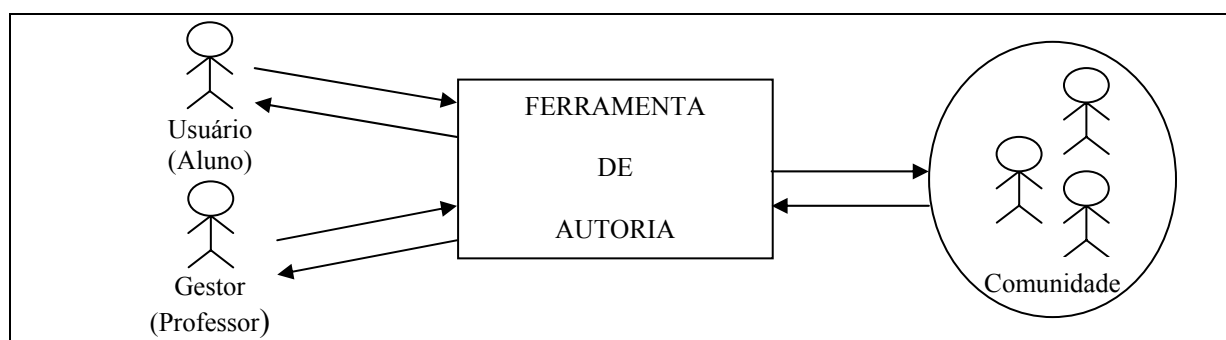 Usuário
(Aluno)
Gestor
(Professor)
FERRAMENTA
DE
AUTORIA
Comunidade